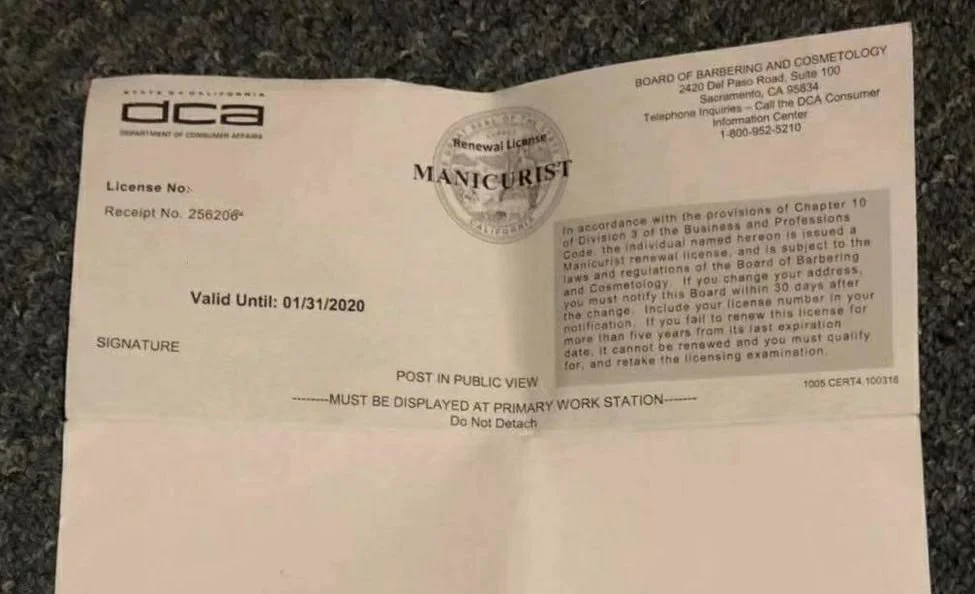 STATE OF CALIFORNIA
dca
DEPARTMENT OF CONSUMER AFFAIRS
BOARD OF BARBERING AND COSMETOLOGY
2420 Del Paso Road, Suite 100
Sacramento, CA 95834
Telephone Inquiries – Call the DCA Consumer
Information Center
1-800-952-5210
Renewal License
MANICURIST
CALIFORNIA
License No:
Receipt No. 256206
Valid Until: 01/31/2020
SIGNATURE
In accordance with the provisions of Chapter 10
of Division 3 of the Business and Professions
Code, the individual named hereon is issued a
Manicurist renewal license, and is subject to the
laws and regulations of the Board of Barbering
and Cosmetology. If you change your address,
you must notify this Board within 30 days after
the change. Include your license number in your
notification. If you fail to renew this license for
more than five years from its last expiration
date, it cannot be renewed and you must qualify
for, and retake the licensing examination.
POST IN PUBLIC VIEW
1005 CERT4.100316
-------MUST BE DISPLAYED AT PRIMARY WORK STATION-------
Do Not Detach